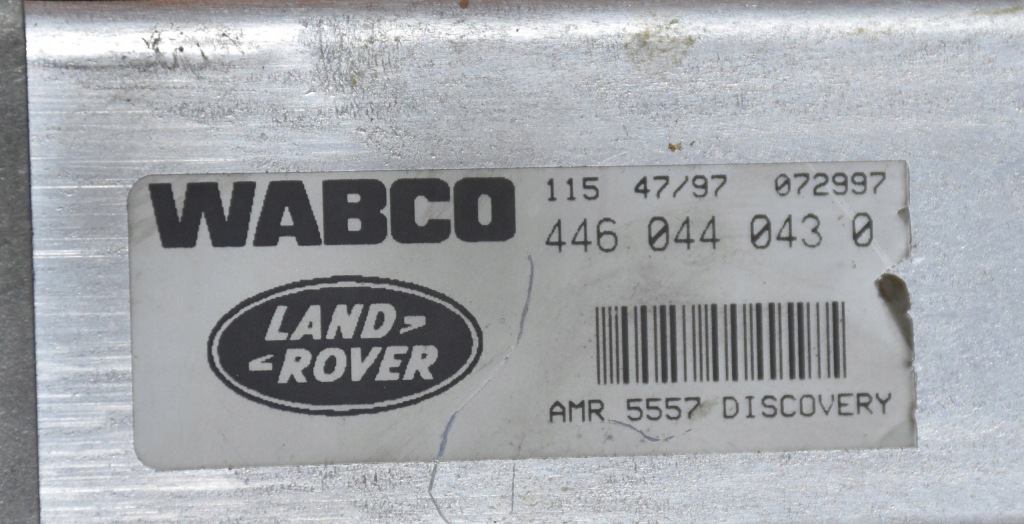 WABCO
115 47/97 072997
446 044 043 0
LAND
ROVER
AMR 5557 DISCOVERY